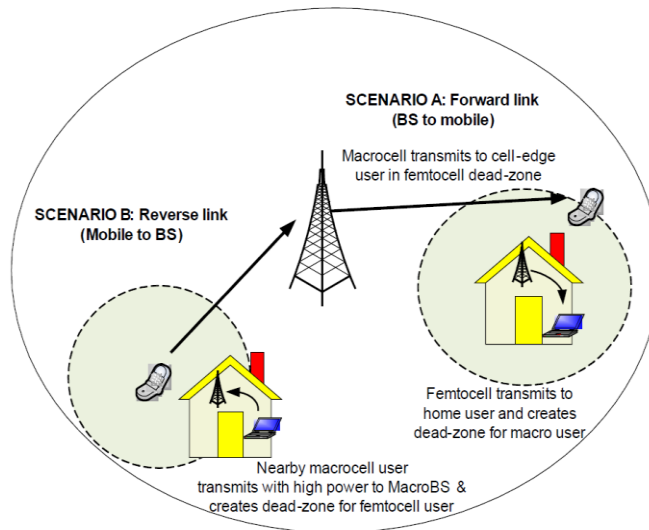 SCENARIO A: Forward link
(BS to mobile)
Macrocell transmits to cell-edge
user in femtocell dead-zone
SCENARIO B: Reverse link
(Mobile to BS)
Femtocell transmits to
home user and creates
dead-zone for macro user
Nearby macrocell user
transmits with high power to MacroBS &
creates dead-zone for femtocell user